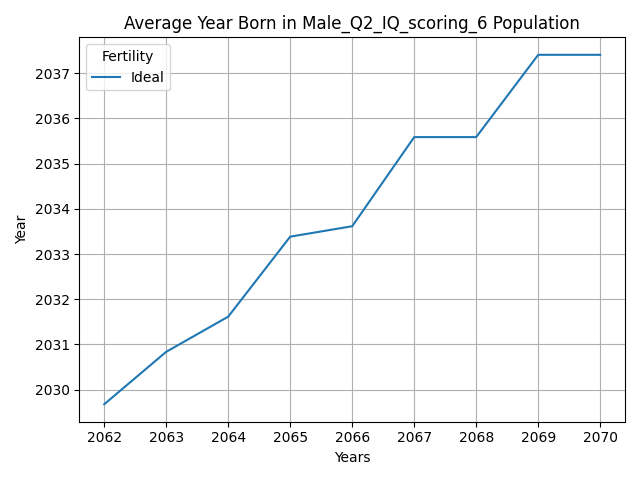 Average Year Born in Male_Q2_IQ_scoring_6 Population
Fertility
Ideal
2037
2036
2035
2034
2033
2032
2031
2030
Year
2062 2063 2064 2065 2066 2067 2068 2069 2070
Years